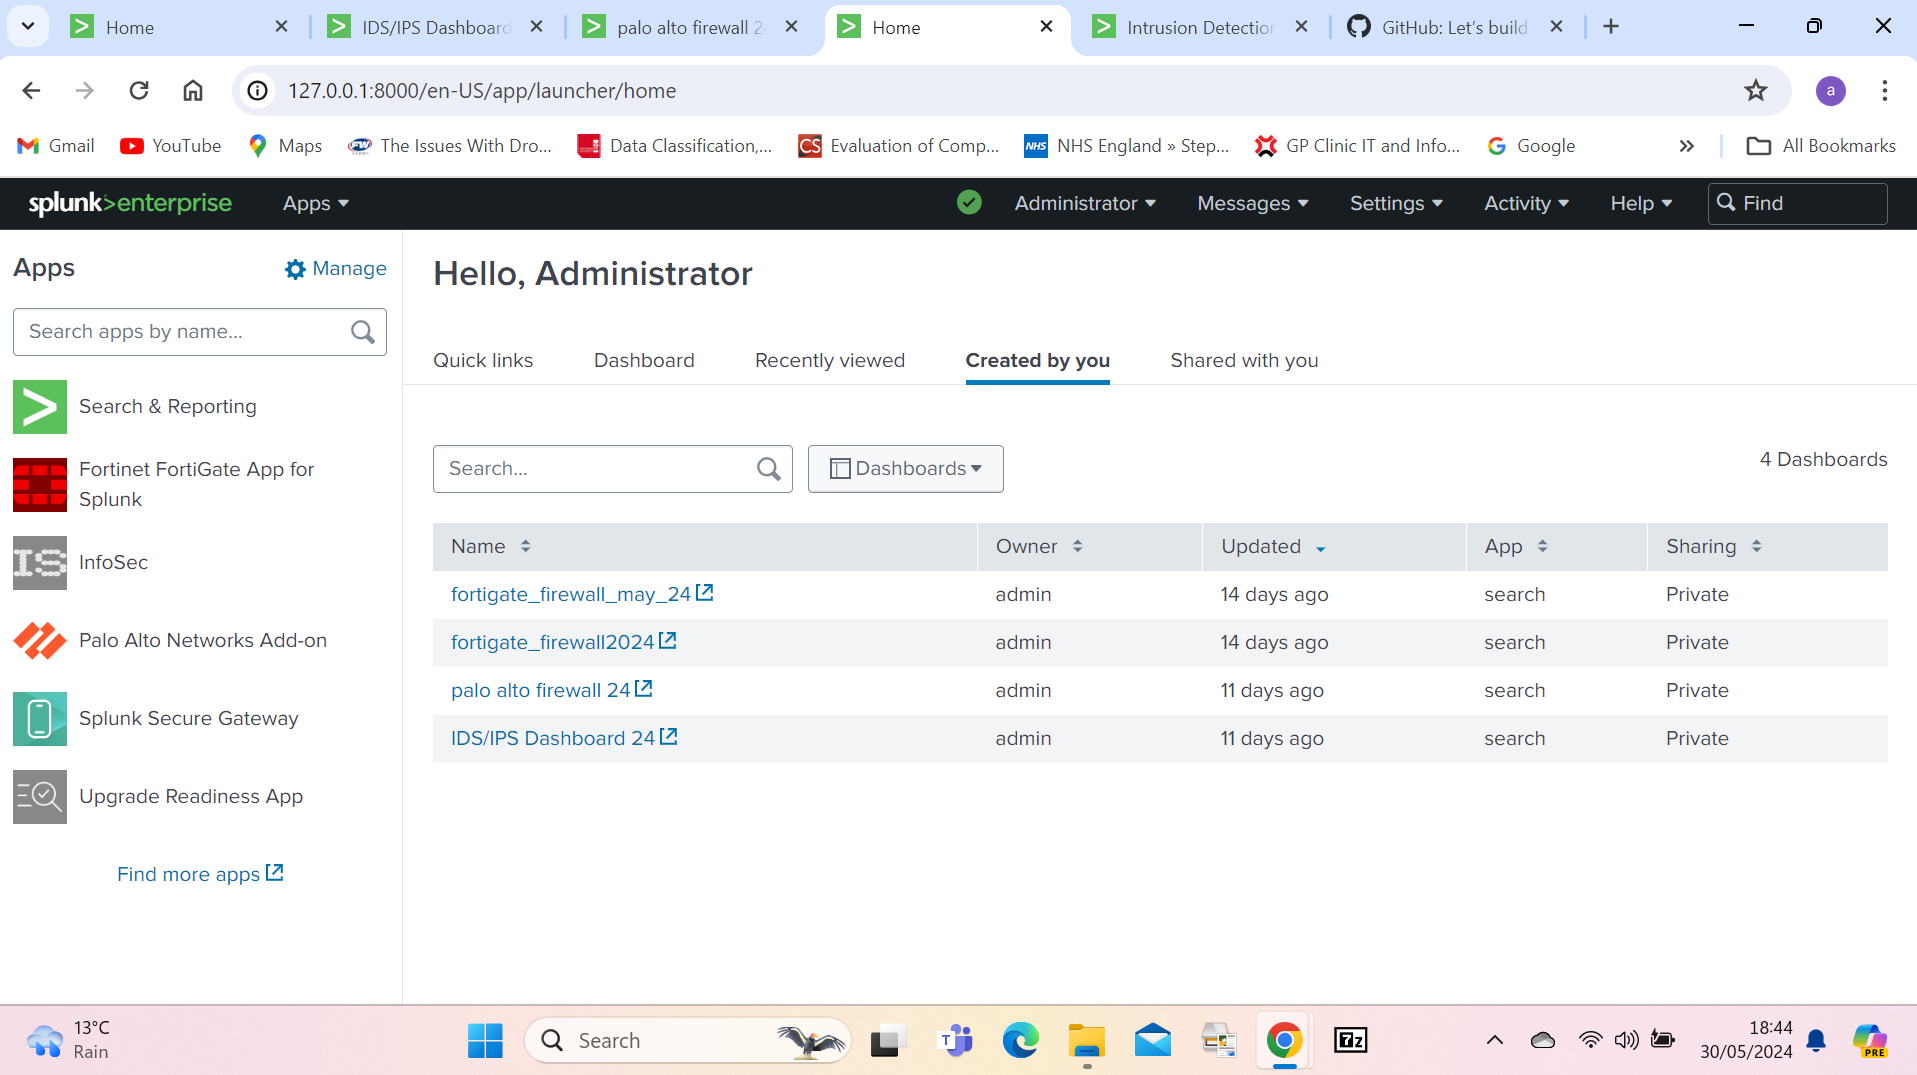 Home
IDS/IPS Dashboard
palo alto firewall 24
Home
Intrusion Detection
GitHub: Let's build
127.0.0.1:8000/en-US/app/launcher/home
a
Gmail
YouTube
Maps
The Issues With Dro...
Data Classification,...
CS
Evaluation of Comp...
NHS
NHS England » Step...
GP Clinic IT and Info...
Google
All Bookmarks
splunk>enterprise
Apps
Administrator
Messages
Settings
Activity
Help
Find
Apps
Manage
Search apps by name...
Search & Reporting
Fortinet FortiGate App for
Splunk
IS
InfoSec
Palo Alto Networks Add-on
Splunk Secure Gateway
Upgrade Readiness App
Find more apps
Hello, Administrator
Quick links
Dashboard
Recently viewed
Created by you
Shared with you
Search...
Dashboards
4 Dashboards
Name Owner Updated App Sharing
fortigate_firewall_may_24 admin 14 days ago search Private
fortigate_firewall2024 admin 14 days ago search Private
palo alto firewall 24 admin 11 days ago search Private
IDS/IPS Dashboard 24 admin 11 days ago search Private
13°C
Rain
Search
T
7z
18:44
30/05/2024
PRE